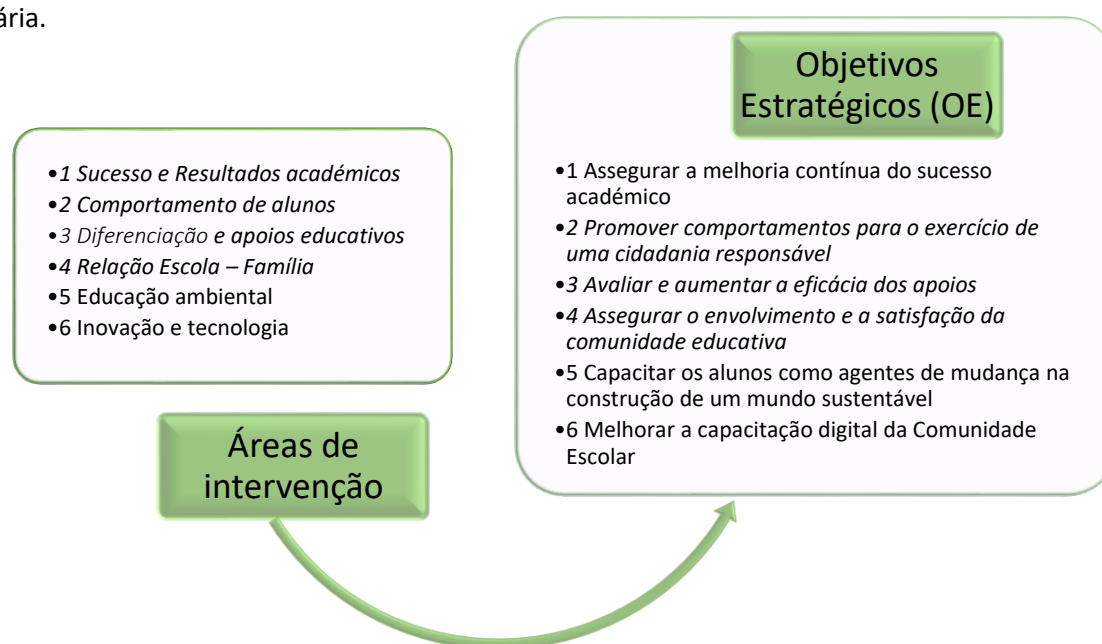 ária.
Objetivos
Estratégicos (OE)
•1 Sucesso e Resultados académicos
•2 Comportamento de alunos
•3 Diferenciação e apoios educativos
•4 Relação Escola – Família
•5 Educação ambiental
•6 Inovação e tecnologia
•1 Assegurar a melhoria contínua do sucesso
académico
•2 Promover comportamentos para o exercício de
uma cidadania responsável
•3 Avaliar e aumentar a eficácia dos apoios
•4 Assegurar o envolvimento e a satisfação da
comunidade educativa
•5 Capacitar os alunos como agentes de mudança na
construção de um mundo sustentável
•6 Melhorar a capacitação digital da Comunidade
Escolar
Áreas de
intervenção